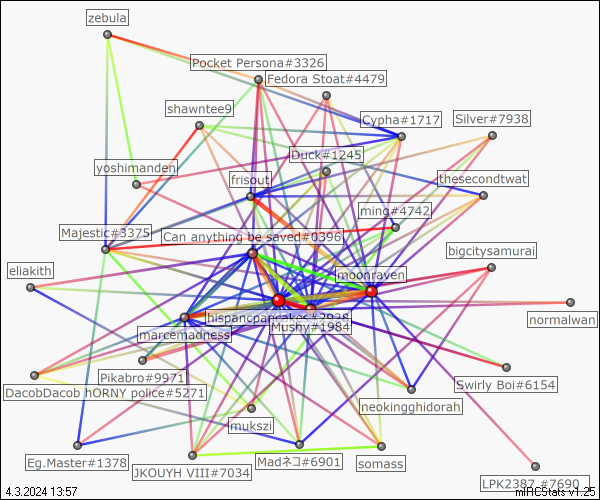 zebula
Pocket Persona#3326
Fedora Stoat#4479
shawntee9
Cypha#1717
Silver#7938
Duck#1245
yoshimanden
frisout
thesecondtwat
ming#4742
Majestic#3375
Can anything be saved#0396
bigcitysamurai
eliakith
moonraven
hispancpancakes#2938
normalwan
Mushy#1984
marcemadness
Pikabro#9971
Swirly Boi#6154
DacobDacob hORNY police#5271
neokingghidorah
mukszi
Eg.Master#1378
JKOUYH VIII#7034
Madネコ#6901
somass
LPK2387 #7690
4.3.2024 13:57
mIRCStats v1.25